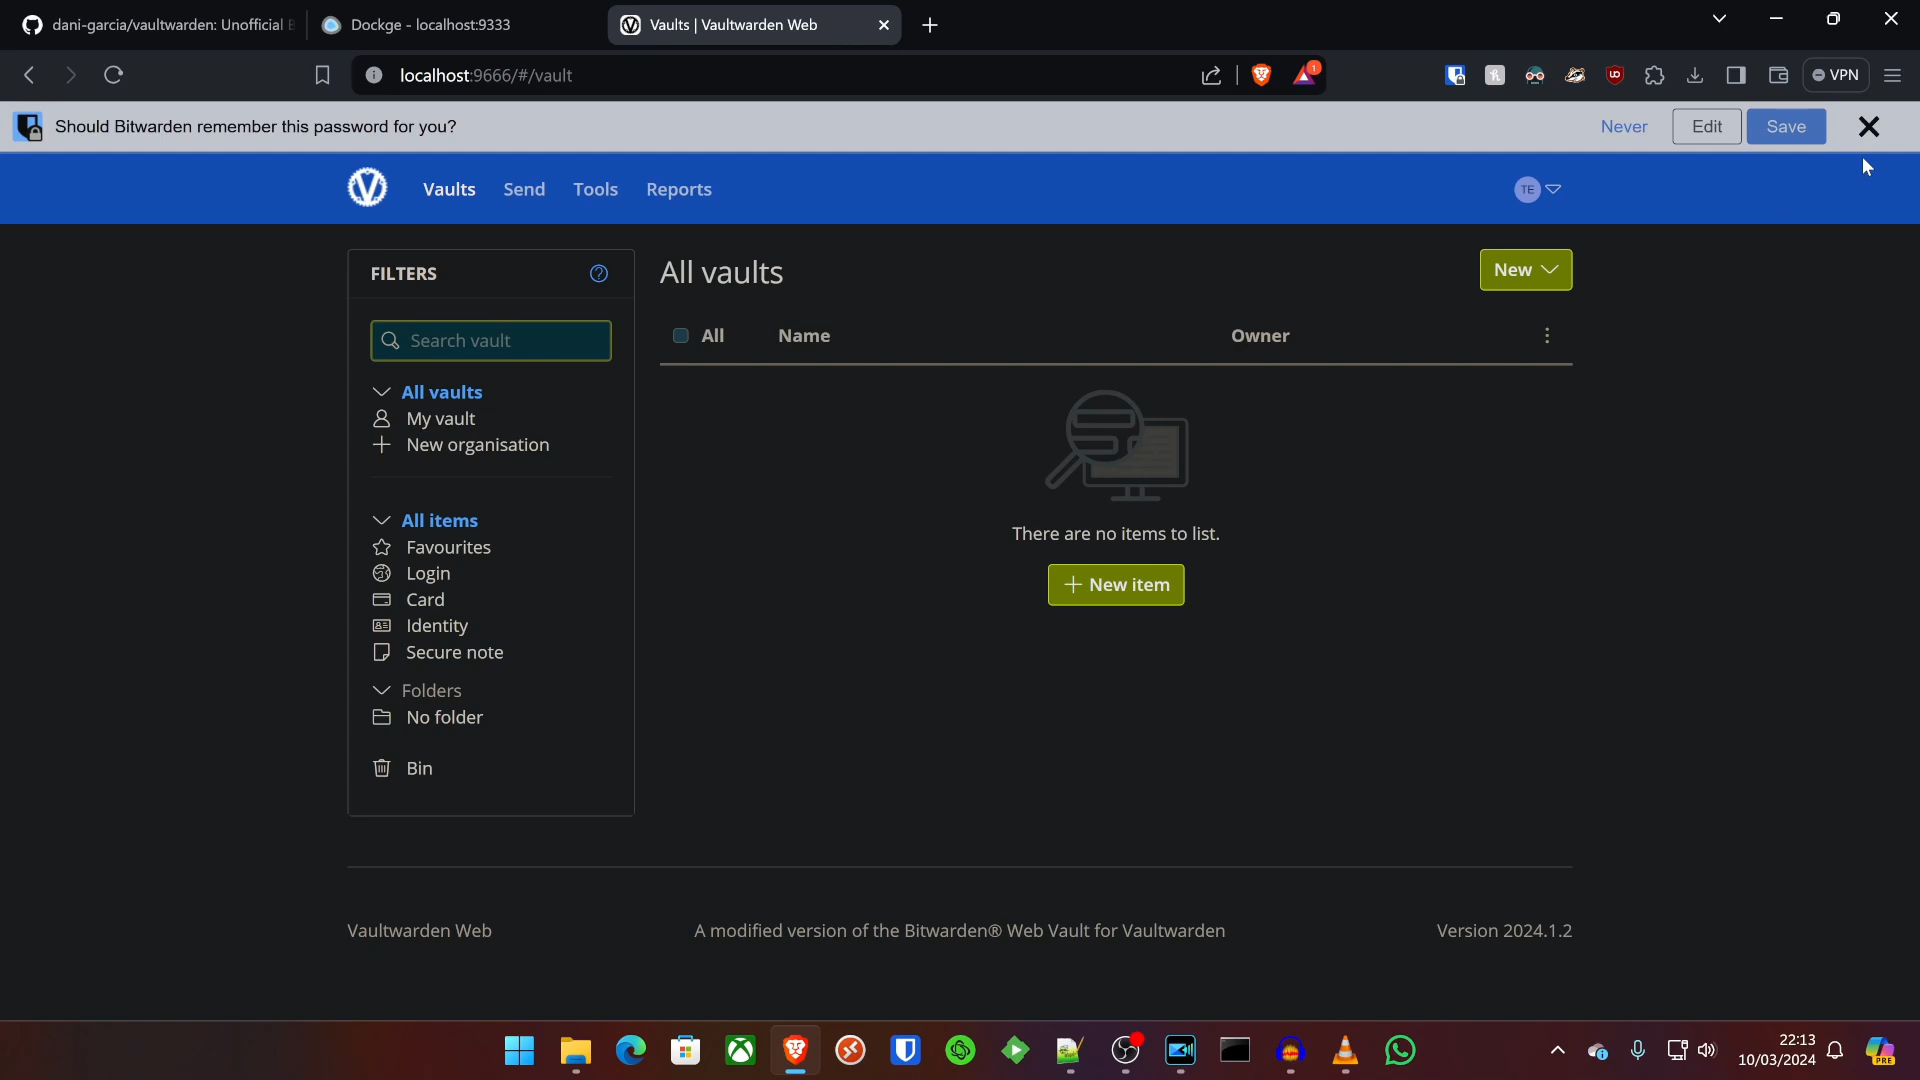 dani-garcia/vaultwarden: Unofficial
Dockge - localhost:9333
Vaults | Vaultwarden Web
localhost:9666/#/vault
1
VPN
Should Bitwarden remember this password for you?
Never
Edit
Save
Vaults
Send
Tools
Reports
TE
FILTERS
Search vault
All vaults
My vault
New organisation
All items
Favourites
Login
Card
Identity
Secure note
Folders
No folder
Bin
All vaults
New
All
Name
Owner
There are no items to list.
New item
Vaultwarden Web
A modified version of the Bitwarden® Web Vault for Vaultwarden
Version 2024.1.2
22:13
10/03/2024
PRE